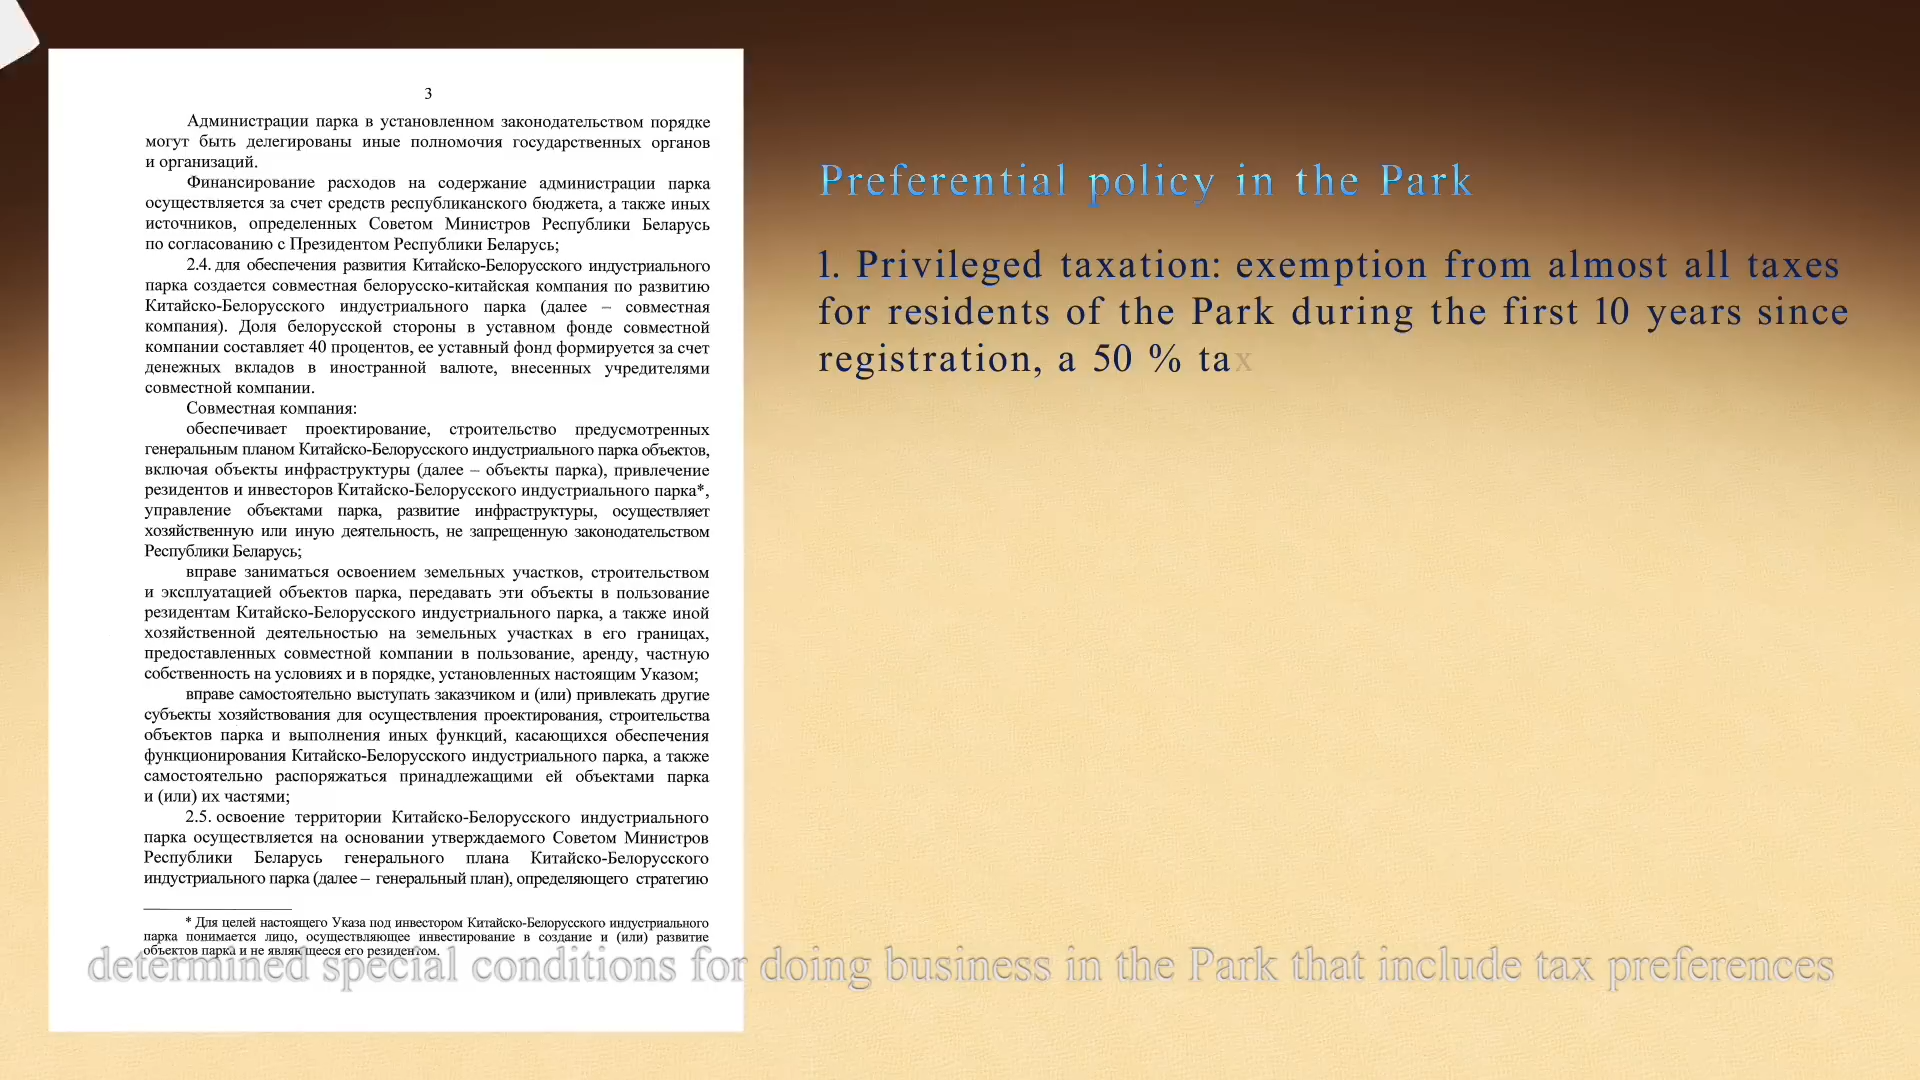 3
Администрации парка в установленном законодательством порядке
могут быть делегированы иные полномочия государственных органов
и организаций.
Финансирование расходов на содержание администрации парка
осуществляется за счет средств республиканского бюджета, а также иных
источников, определенных Советом Министров Республики Беларусь
по согласованию с Президентом Республики Беларусь;
2.4. для обеспечения развития Китайско-Белорусского индустриального
парка создается совместная белорусско-китайская компания по развитию
Китайско-Белорусского индустриального парка (далее – совместная
компания). Доля белорусской стороны в уставном фонде совместной
компании составляет 40 процентов, ее уставный фонд формируется за счет
денежных вкладов в иностранной валюте, внесенных учредителями
совместной компании.
Совместная компания:
обеспечивает проектирование, строительство предусмотренных
генеральным планом Китайско-Белорусского индустриального парка объектов,
включая объекты инфраструктуры (далее – объекты парка), привлечение
резидентов и инвесторов Китайско-Белорусского индустриального парка*,
управление объектами парка, развитие инфраструктуры, осуществляет
хозяйственную или иную деятельность, не запрещенную законодательством
Республики Беларусь;
вправе заниматься освоением земельных участков, строительством
и эксплуатацией объектов парка, передавать эти объекты в пользование
резидентам Китайско-Белорусского индустриального парка, а также иной
хозяйственной деятельностью на земельных участках в его границах,
предоставленных совместной компании в пользование, аренду, частную
собственность на условиях и в порядке, установленных настоящим Указом;
вправе самостоятельно выступать заказчиком и (или) привлекать другие
субъекты хозяйствования для осуществления проектирования, строительства
объектов парка и выполнения иных функций, касающихся обеспечения
функционирования Китайско-Белорусского индустриального парка, а также
самостоятельно распоряжаться принадлежащими ей объектами парка
и (или) их частями;
2.5. освоение территории Китайско-Белорусского индустриального
парка осуществляется на основании утверждаемого Советом Министров
Республики Беларусь генерального плана Китайско-Белорусского
индустриального парка (далее – генеральный план), определяющего стратегию
* Для целей настоящего Указа под инвестором Китайско-Белорусского индустриального
парка понимается лицо, осуществляющее инвестирование в создание и (или) развитие
объектов парка и не являющееся его резидентом.
Preferential policy in the Park
1. Privileged taxation: exemption from almost all taxes
for residents of the Park during the first 10 years since
registration, a 50 % tax
determined special conditions for doing business in the Park that include tax preferences